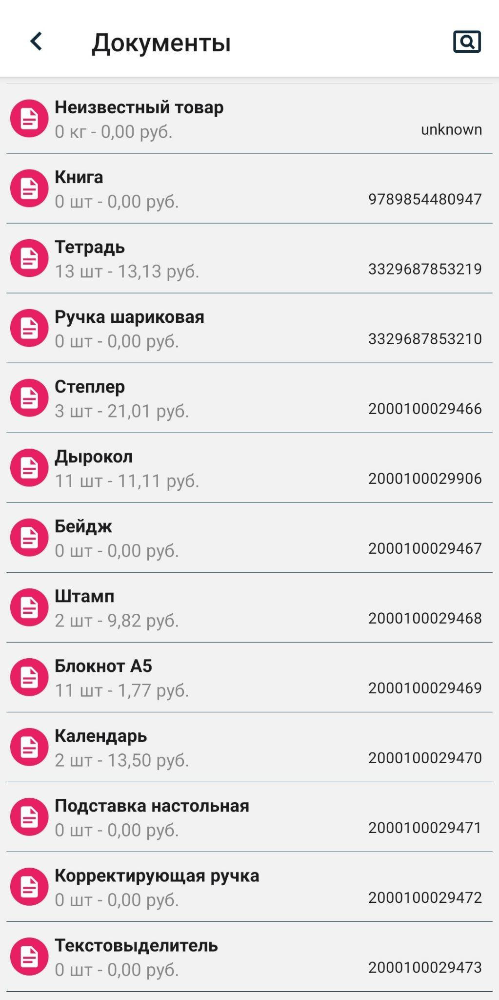 Документы
Неизвестный товар
0 кг - 0,00 руб.
unknown
Книга
0 шт - 0,00 руб.
9789854480947
Тетрадь
13 шт - 13,13 руб.
3329687853219
Ручка шариковая
0 шт - 0,00 руб.
3329687853210
Степлер
3 шт - 21,01 руб.
2000100029466
Дырокол
11 шт - 11,11 руб.
2000100029906
Бейдж
0 шт - 0,00 руб.
2000100029467
Штамп
2 шт - 9,82 руб.
2000100029468
Блокнот А5
11 шт - 1,77 руб.
2000100029469
Календарь
2 шт - 13,50 руб.
2000100029470
Подставка настольная
0 шт - 0,00 руб.
2000100029471
Корректирующая ручка
0 шт - 0,00 руб.
2000100029472
Текстовыделитель
0 шт - 0,00 руб.
2000100029473